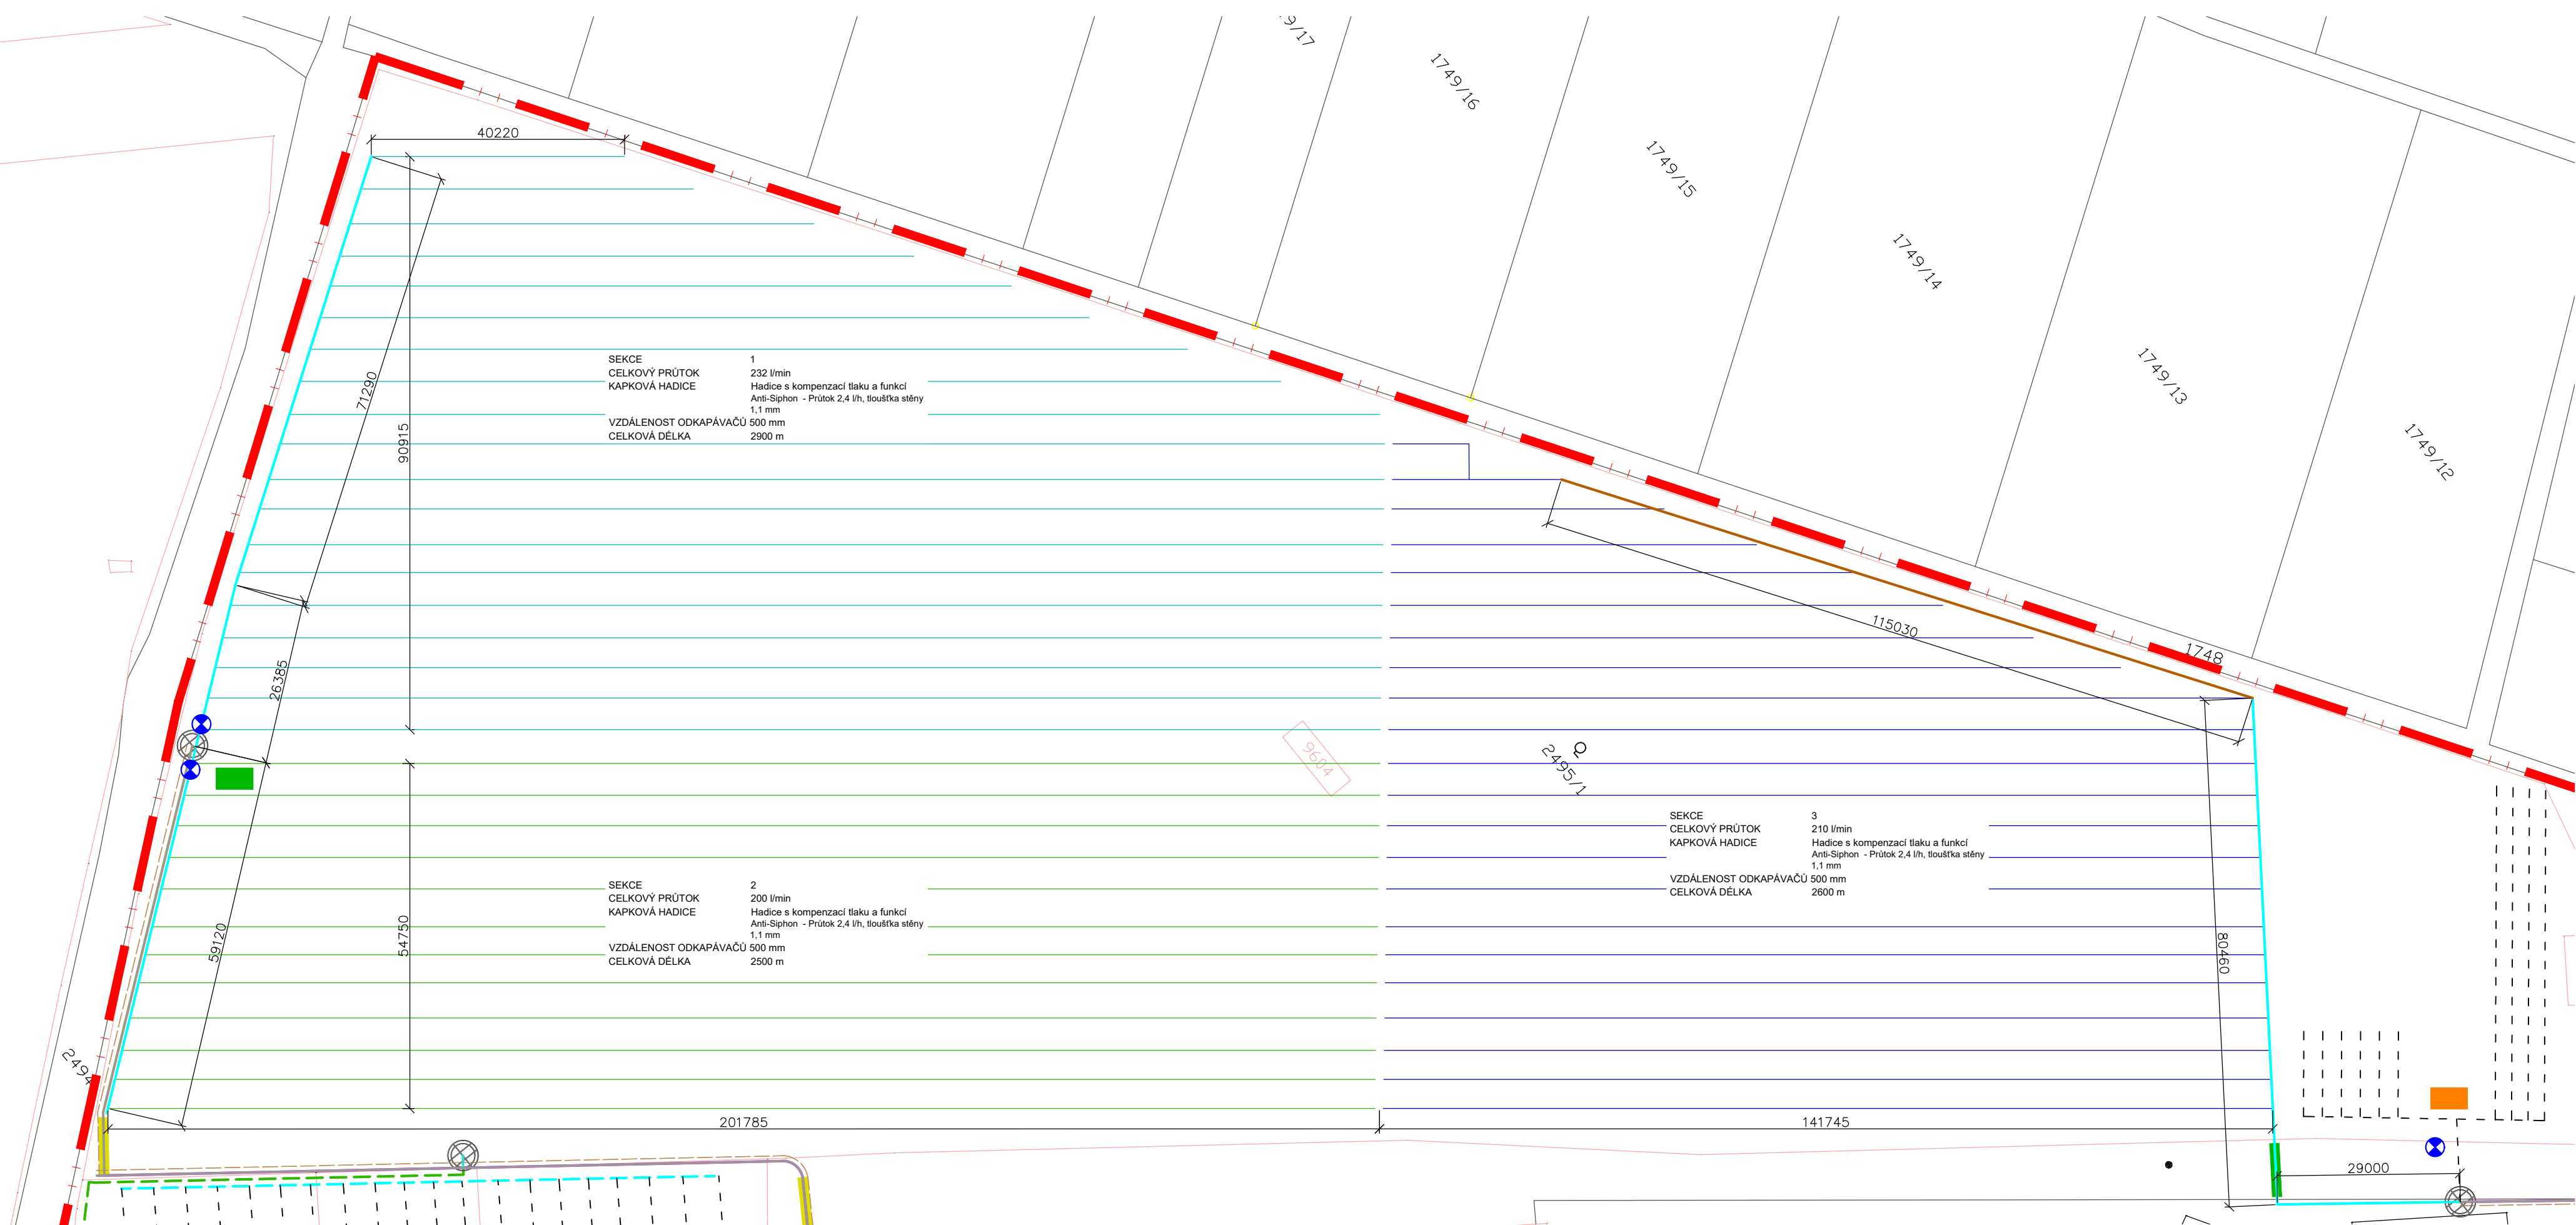 9/17
1749/16
1749/15
1749/14
1749/13
1749/12
40220
71290
90915
SEKCE 1
CELKOVÝ PRŮTOK 232 l/min
KAPKOVÁ HADICE Hadice s kompenzací tlaku a funkcí
Anti-Siphon - Průtok 2,4 l/h, tloušťka stěny
1,1 mm
VZDÁLENOST ODKAPÁVAČŮ 500 mm
CELKOVÁ DÉLKA 2900 m
115030
1748
26385
9604
2495/1
SEKCE 3
CELKOVÝ PRŮTOK 210 l/min
KAPKOVÁ HADICE Hadice s kompenzací tlaku a funkcí
Anti-Siphon - Průtok 2,4 l/h, tloušťka stěny
1,1 mm
VZDÁLENOST ODKAPÁVAČŮ 500 mm
CELKOVÁ DÉLKA 2600 m
SEKCE 2
CELKOVÝ PRŮTOK 200 l/min
KAPKOVÁ HADICE Hadice s kompenzací tlaku a funkcí
Anti-Siphon - Průtok 2,4 l/h, tloušťka stěny
1,1 mm
VZDÁLENOST ODKAPÁVAČŮ 500 mm
CELKOVÁ DÉLKA 2500 m
59120
54750
80460
2494
201785
141745
29000